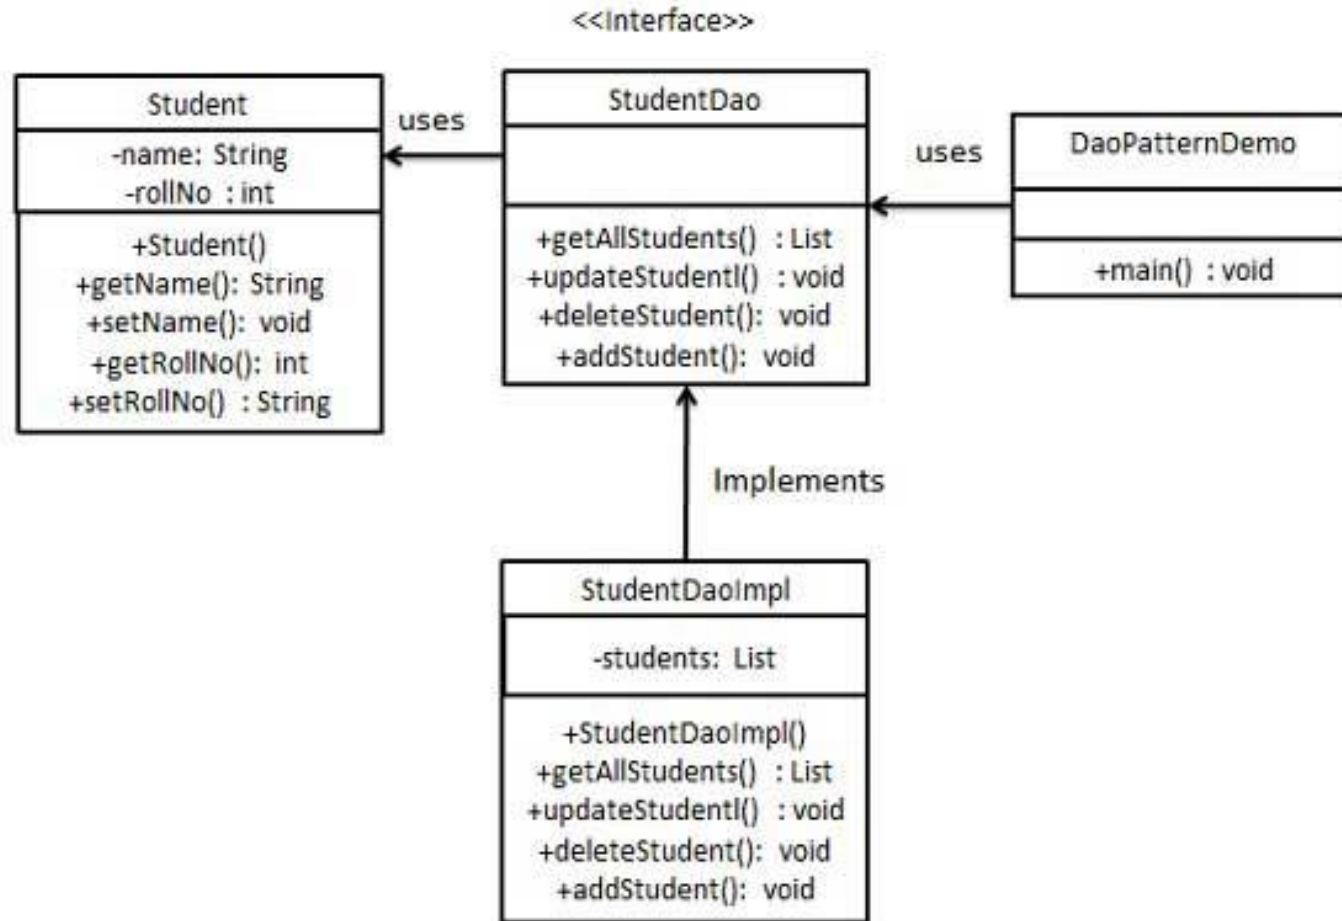 <<Interface>>
Student
-name: String
-rollNo : int
+Student()
+getName(): String
+setName(): void
+getRollNo(): int
+setRollNo() : String
uses
StudentDao
+getAllStudents() : List
+updateStudentl() : void
+deleteStudent(): void
+addStudent(): void
uses
DaoPatternDemo
+main() : void
Implements
StudentDaoImpl
-students: List
+StudentDaoImpl()
+getAllStudents() : List
+updateStudentl() : void
+deleteStudent(): void
+addStudent(): void